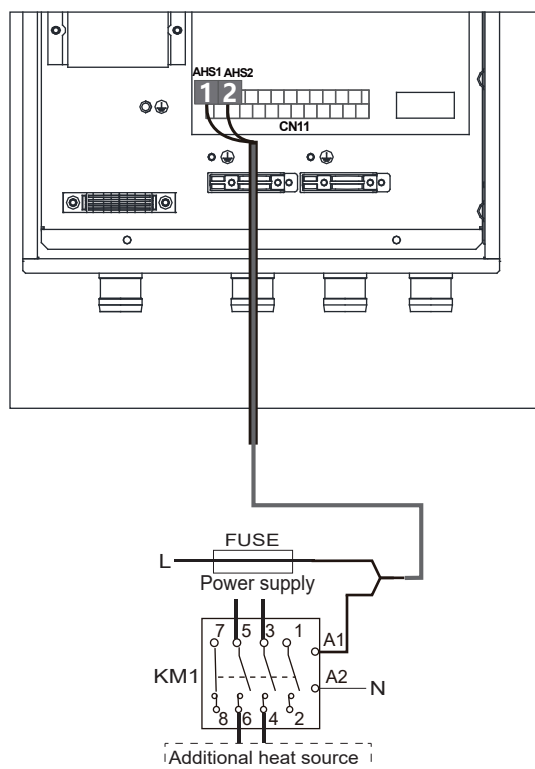 AHS1 AHS2
1 2
CN11
FUSE
L
Power supply
7 5 3 1
A1
KM1
A2
N
8 6 4 2
Additional heat source